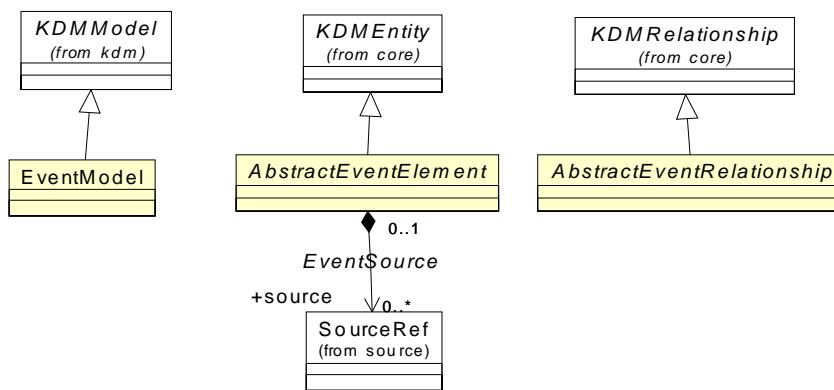 KDMModel
(from kdm)
KDMEntity
(from core)
KDMRelationship
(from core)
EventModel
AbstractEventElement
AbstractEventRelationship
0..1
EventSource
+source
0..*
SourceRef
(from source)